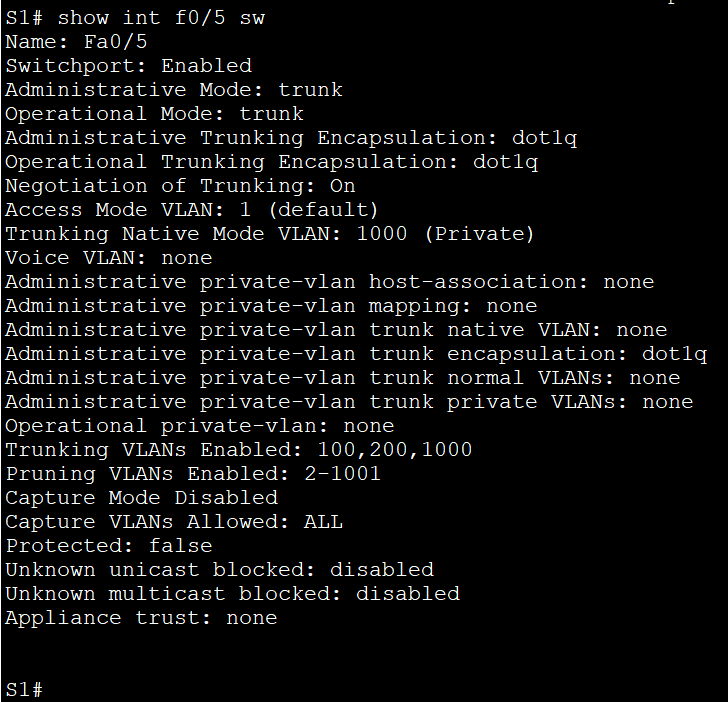 S1# show int f0/5 sw
Name: Fa0/5
Switchport: Enabled
Administrative Mode: trunk
Operational Mode: trunk
Administrative Trunking Encapsulation: dot1q
Operational Trunking Encapsulation: dot1q
Negotiation of Trunking: On
Access Mode VLAN: 1 (default)
Trunking Native Mode VLAN: 1000 (Private)
Voice VLAN: none
Administrative private-vlan host-association: none
Administrative private-vlan mapping: none
Administrative private-vlan trunk native VLAN: none
Administrative private-vlan trunk encapsulation: dot1q
Administrative private-vlan trunk normal VLANs: none
Administrative private-vlan trunk private VLANs: none
Operational private-vlan: none
Trunking VLANs Enabled: 100,200,1000
Pruning VLANs Enabled: 2-1001
Capture Mode Disabled
Capture VLANs Allowed: ALL
Protected: false
Unknown unicast blocked: disabled
Unknown multicast blocked: disabled
Appliance trust: none
S1#